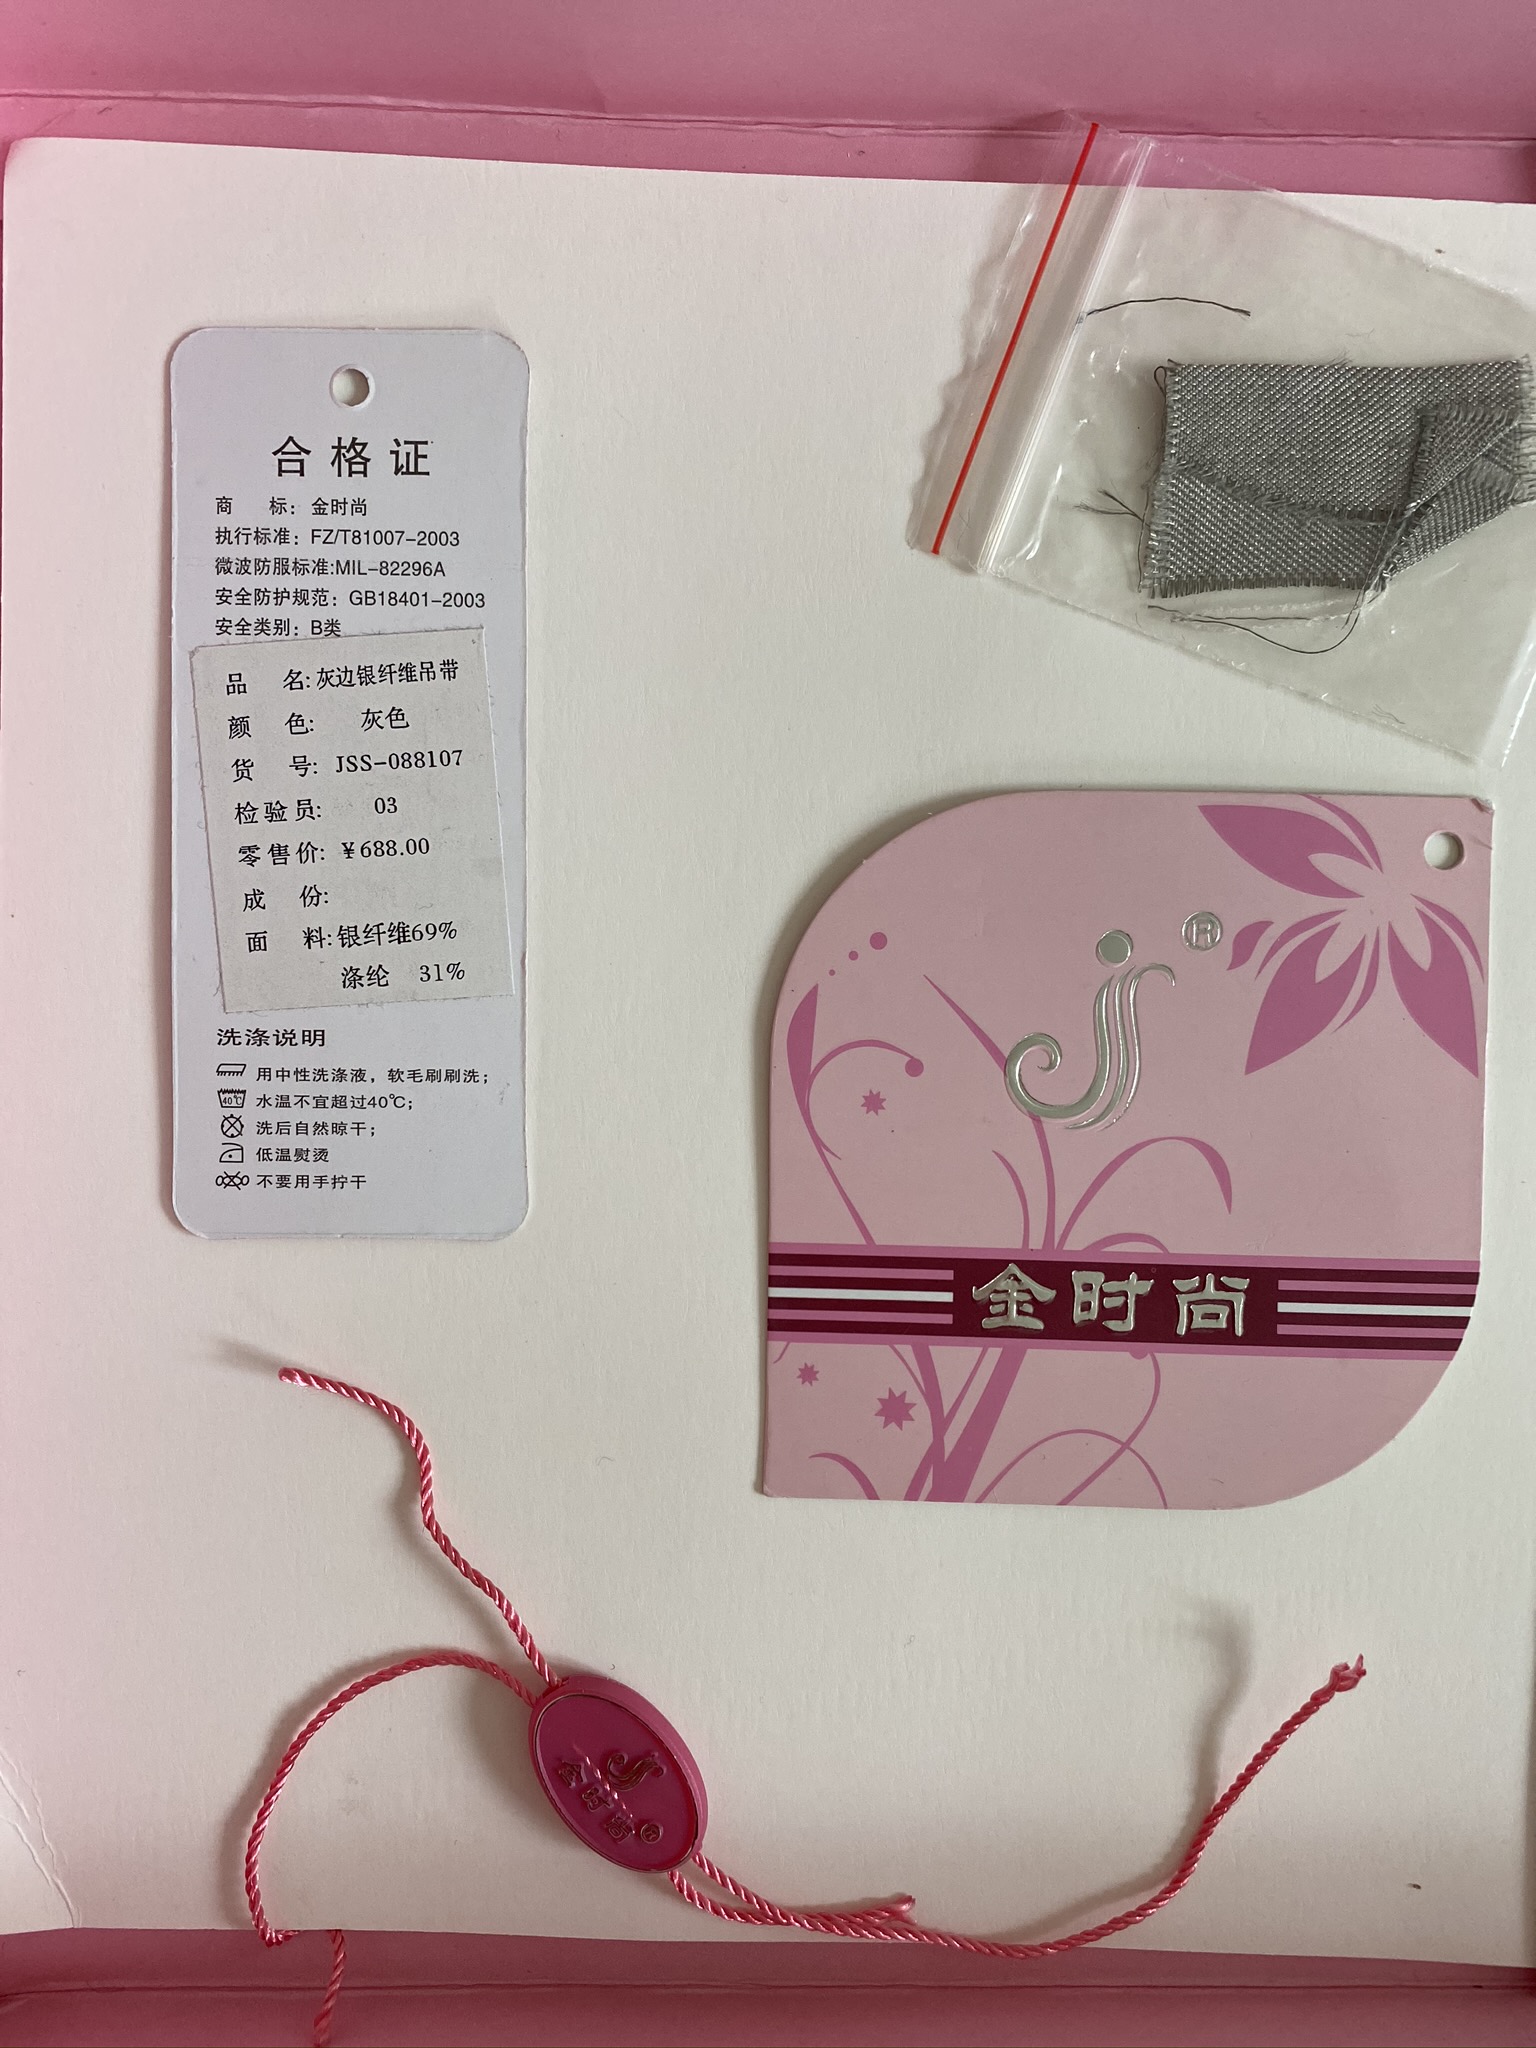 合格证
商 标：金时尚
执行标准：FZ/T81007-2003
微波防服标准:MIL-82296A
安全防护规范：GB18401-2003
安全类别：B类
品 名:灰边银纤维吊带
颜 色: 灰色
货 号: JSS-088107
检验员: 03
零售价: ¥688.00
成 份:
面 料:银纤维69%
涤纶 31%
洗涤说明
用中性洗涤液，软毛刷刷洗；
40℃ 水温不宜超过40℃；
洗后自然晾干；
低温熨烫
不要用手拧干
®
金时尚
金时尚®